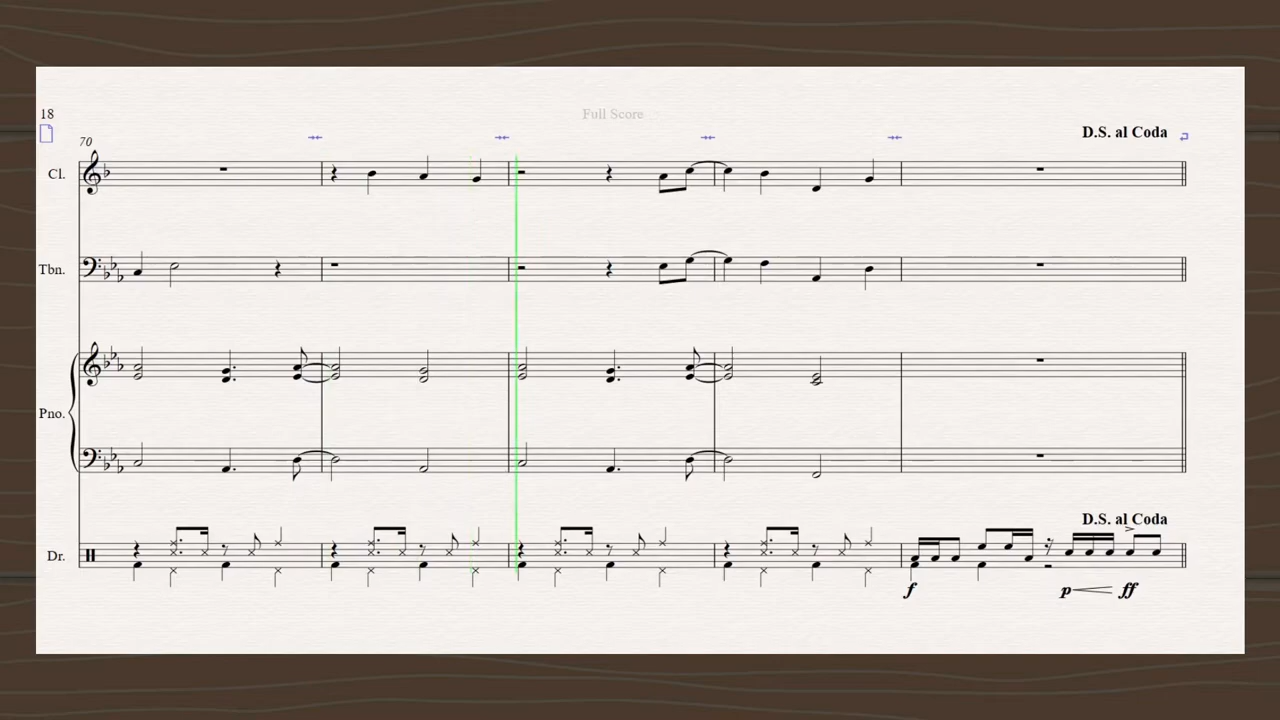 18
Full Score
70
D.S. al Coda
Cl.
Tbn.
Pno.
D.S. al Coda
Dr.
f
p
ff